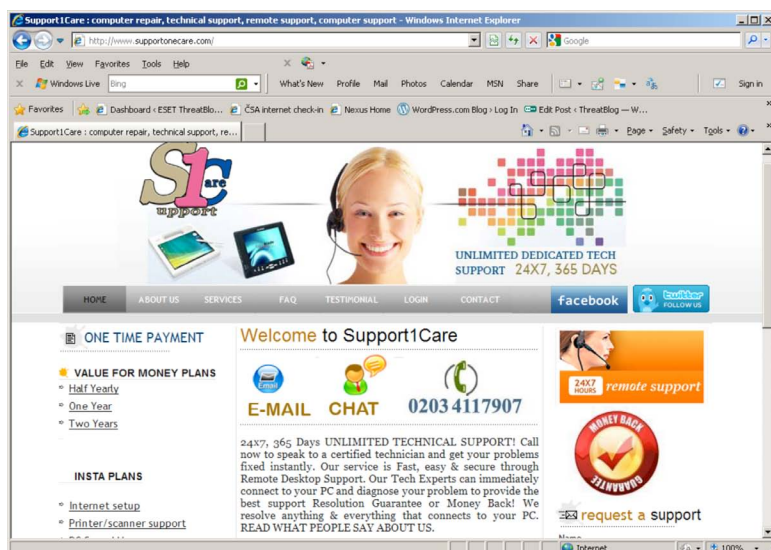 Support1Care : computer repair, technical support, remote support, computer support - Windows Internet Explorer
http://www.supportonecare.com/
Google
File Edit View Favorites Tools Help
Windows Live Bing What's New Profile Mail Photos Calendar MSN Share Sign in
Favorites Dashboard ‹ ESET ThreatBlo... ČSA internet check-in Nexus Home WordPress.com Blog › Log In Edit Post ‹ ThreatBlog — W...
Support1Care : computer repair, technical support, re...
Page Safety Tools
S1Care
upport
UNLIMITED DEDICATED TECH
SUPPORT 24X7, 365 DAYS
HOME ABOUT US SERVICES FAQ TESTIMONIAL LOGIN CONTACT
facebook
twitter
FOLLOW US
ONE TIME PAYMENT
VALUE FOR MONEY PLANS
Half Yearly
One Year
Two Years
INSTA PLANS
Internet setup
Printer/scanner support
Welcome to Support1Care
Email
E-MAIL CHAT 0203 4117907
24x7, 365 Days UNLIMITED TECHNICAL SUPPORT! Call
now to speak to a certified technician and get your problems
fixed instantly. Our service is Fast, easy & secure through
Remote Desktop Support. Our Tech Experts can immediately
connect to your PC and diagnose your problem to provide the
best support Resolution Guarantee or Money Back! We
resolve anything & everything that connects to your PC.
READ WHAT PEOPLE SAY ABOUT US.
24X7
HOURS
remote support
MONEY BACK
GUARANTEE
request a support
Name
Internet
100%